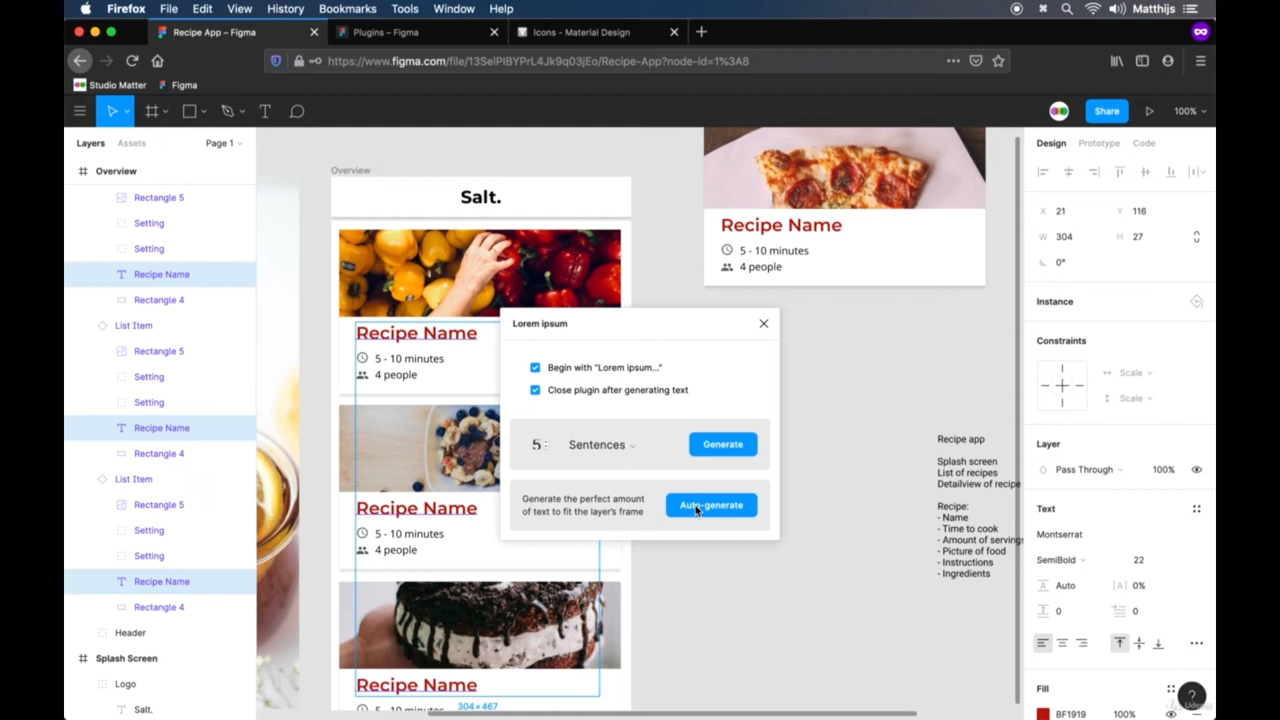 Firefox File Edit View History Bookmarks Tools Window Help Matthijs
Recipe App – Figma Plugins – Figma Icons - Material Design
https://www.figma.com/file/13SelPIBYPrL4Jk9q03jEo/Recipe-App?node-id=1%3A8
Studio Matter Figma
Share 100%
Layers Assets Page 1
Overview
Rectangle 5
Setting
Setting
Recipe Name
Rectangle 4
List Item
Rectangle 5
Setting
Setting
Recipe Name
Rectangle 4
List Item
Rectangle 5
Setting
Setting
Recipe Name
Rectangle 4
Header
Splash Screen
Logo
Salt.
Overview
Salt.
Recipe Name
5 - 10 minutes
4 people
Recipe Name
5 - 10 minutes
4 people
Recipe Name
5 - 10 minutes
304 × 467
Recipe Name
5 - 10 minutes
4 people
Lorem ipsum
Begin with "Lorem ipsum..."
Close plugin after generating text
5 Sentences Generate
Generate the perfect amount
of text to fit the layer's frame
Auto-generate
Recipe app
Splash screen
List of recipes
Detailview of recipe
Recipe:
- Name
- Time to cook
- Amount of servings
- Picture of food
- Instructions
- Ingredients
Design Prototype Code
X 21 Y 116
W 304 H 27
0°
Instance
Constraints
Scale
Scale
Layer
Pass Through 100%
Text
Montserrat
SemiBold 22
Auto 0%
0 0
Fill
BF1919 100%
?